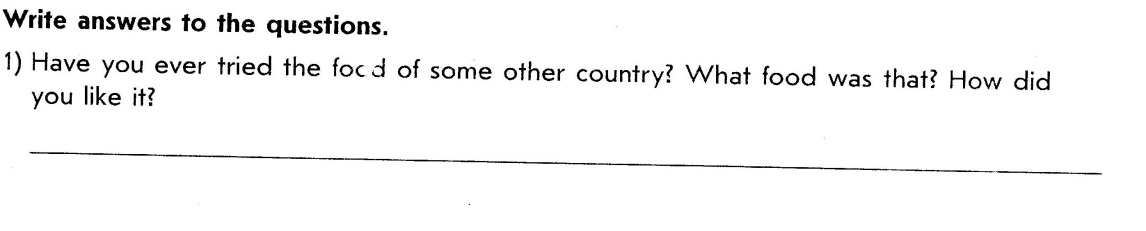 Write answers to the questions.
1) Have you ever tried the food of some other country? What food was that? How did
you like it?